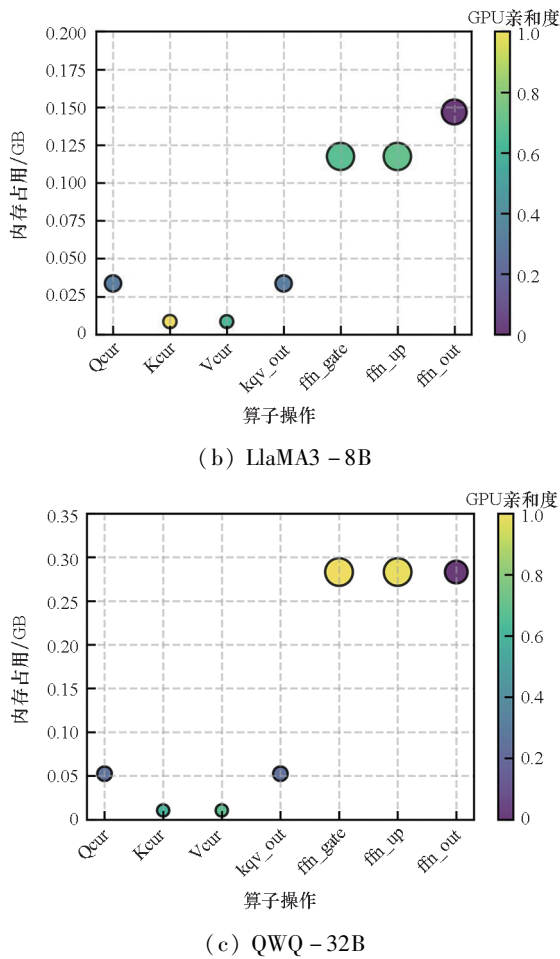 GPU亲和度
0.200
0.175
0.150
0.125
0.100
0.075
0.050
0.025
0
内存占用/GB
Qcur
Kcur
Vcur
kqv_out
ffn_gate
ffn_up
ffn_out
算子操作
1.0
0.8
0.6
0.4
0.2
0
(b) LlaMA3-8B
GPU亲和度
0.35
0.30
0.25
0.20
0.15
0.10
0.05
0
内存占用/GB
Qcur
Kcur
Vcur
kqv_out
ffn_gate
ffn_up
ffn_out
算子操作
1.0
0.8
0.6
0.4
0.2
0
(c) QWQ-32B